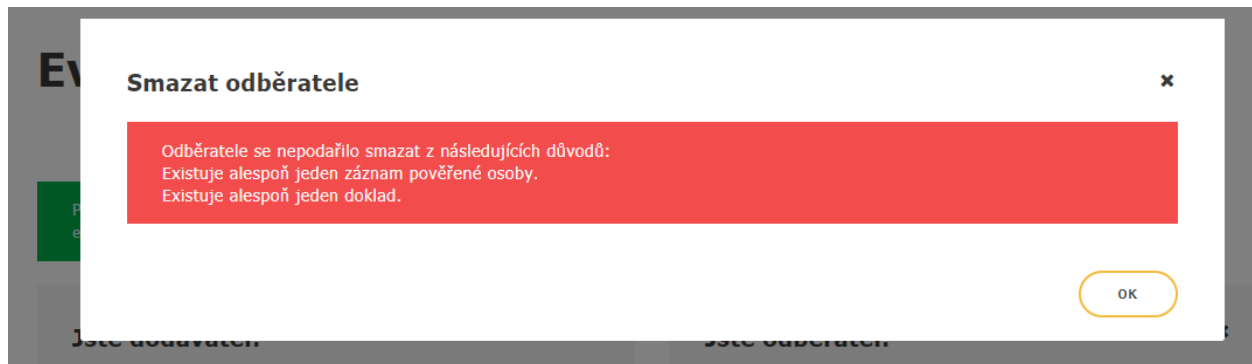 Ev
Smazat odběratele
Odběratele se nepodařilo smazat z následujících důvodů:
Existuje alespoň jeden záznam pověřené osoby.
Existuje alespoň jeden doklad.
P
e
OK